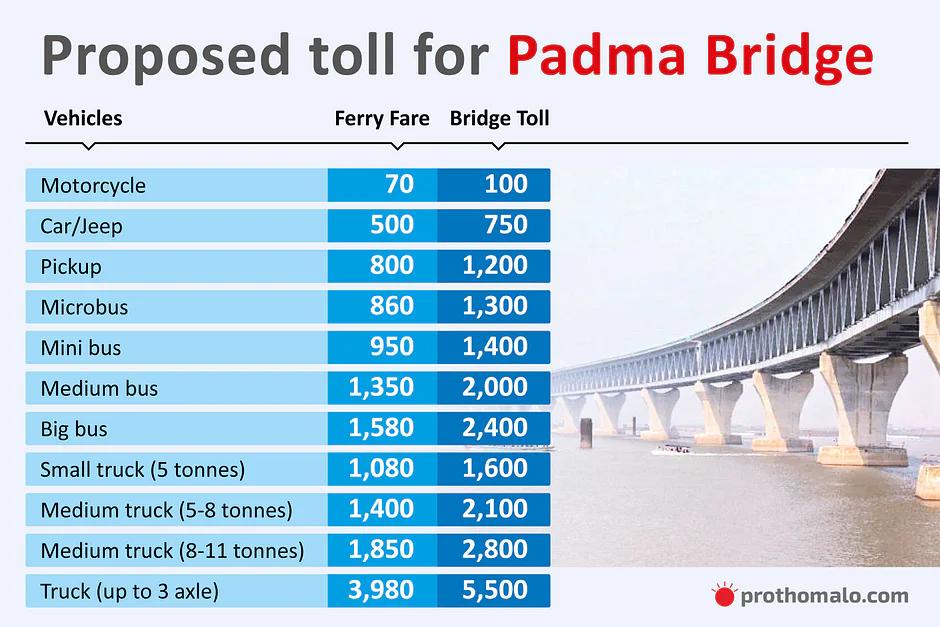 Proposed toll for Padma Bridge
Vehicles Ferry Fare Bridge Toll
Motorcycle 70 100
Car/Jeep 500 750
Pickup 800 1,200
Microbus 860 1,300
Mini bus 950 1,400
Medium bus 1,350 2,000
Big bus 1,580 2,400
Small truck (5 tonnes) 1,080 1,600
Medium truck (5-8 tonnes) 1,400 2,100
Medium truck (8-11 tonnes) 1,850 2,800
Truck (up to 3 axle) 3,980 5,500
prothomalo.com